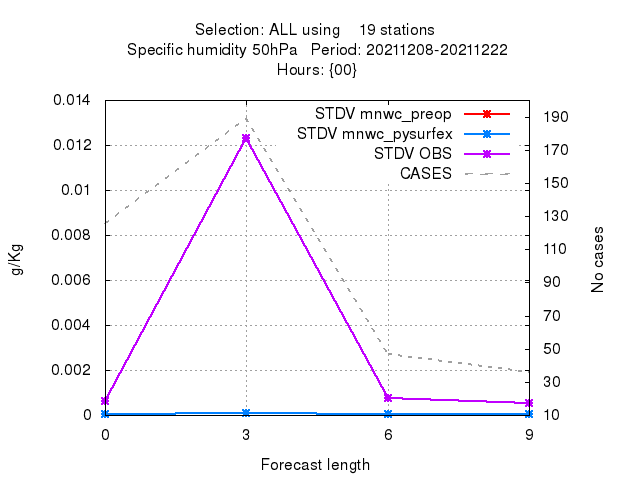 Selection: ALL using 19 stations
Specific humidity 50hPa Period: 20211208-20211222
Hours: {00}
0.014
0.012
0.01
0.008
0.006
0.004
0.002
0
g/Kg
STDV mnwc_preop
STDV mnwc_pysurfex
STDV OBS
CASES
190
170
150
130
110
90
70
50
30
10
No cases
0 3 6 9
Forecast length